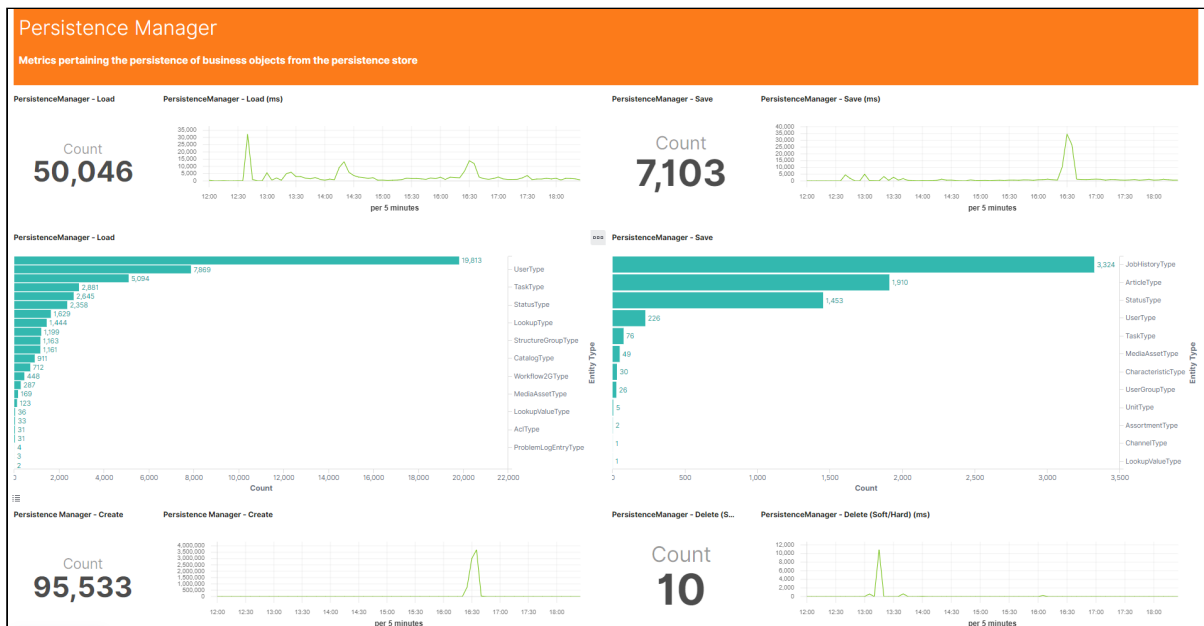 Persistence Manager
Metrics pertaining the persistence of business objects from the persistence store
PersistenceManager - Load
PersistenceManager - Load (ms)
Count
50,046
35,000
30,000
25,000
20,000
15,000
10,000
5,000
0
12:00 12:30 13:00 13:30 14:00 14:30 15:00 15:30 16:00 16:30 17:00 17:30 18:00
per 5 minutes
PersistenceManager - Save
PersistenceManager - Save (ms)
Count
7,103
40,000
35,000
30,000
25,000
20,000
15,000
10,000
5,000
0
12:00 12:30 13:00 13:30 14:00 14:30 15:00 15:30 16:00 16:30 17:00 17:30 18:00
per 5 minutes
PersistenceManager - Load
19,813
7,869
UserType
5,094
2,881
TaskType
2,645
2,358
StatusType
1,629
1,444
LookupType
1,199
1,163
StructureGroupType
1,161
911
CatalogType
712
448
Workflow2GType
287
169
MediaAssetType
123
36
LookupValueType
33
31
AclType
31
4
ProblemLogEntryType
3
2
Entity Type
0 2,000 4,000 6,000 8,000 10,000 12,000 14,000 16,000 18,000 20,000 22,000
Count
PersistenceManager - Save
3,324 JobHistoryType
1,910 ArticleType
1,453 StatusType
226 UserType
76 TaskType
49 MediaAssetType
30 CharacteristicType
26 UserGroupType
5 UnitType
2 AssortmentType
1 ChannelType
1 LookupValueType
Entity Type
0 500 1,000 1,500 2,000 2,500 3,000 3,500
Count
Persistence Manager - Create
Persistence Manager - Create
Count
95,533
4,000,000
3,500,000
3,000,000
2,500,000
2,000,000
1,500,000
1,000,000
500,000
0
12:00 12:30 13:00 13:30 14:00 14:30 15:00 15:30 16:00 16:30 17:00 17:30 18:00
per 5 minutes
PersistenceManager - Delete (S...
PersistenceManager - Delete (Soft/Hard) (ms)
Count
10
12,000
10,000
8,000
6,000
4,000
2,000
0
12:00 12:30 13:00 13:30 14:00 14:30 15:00 15:30 16:00 16:30 17:00 17:30 18:00
per 5 minutes